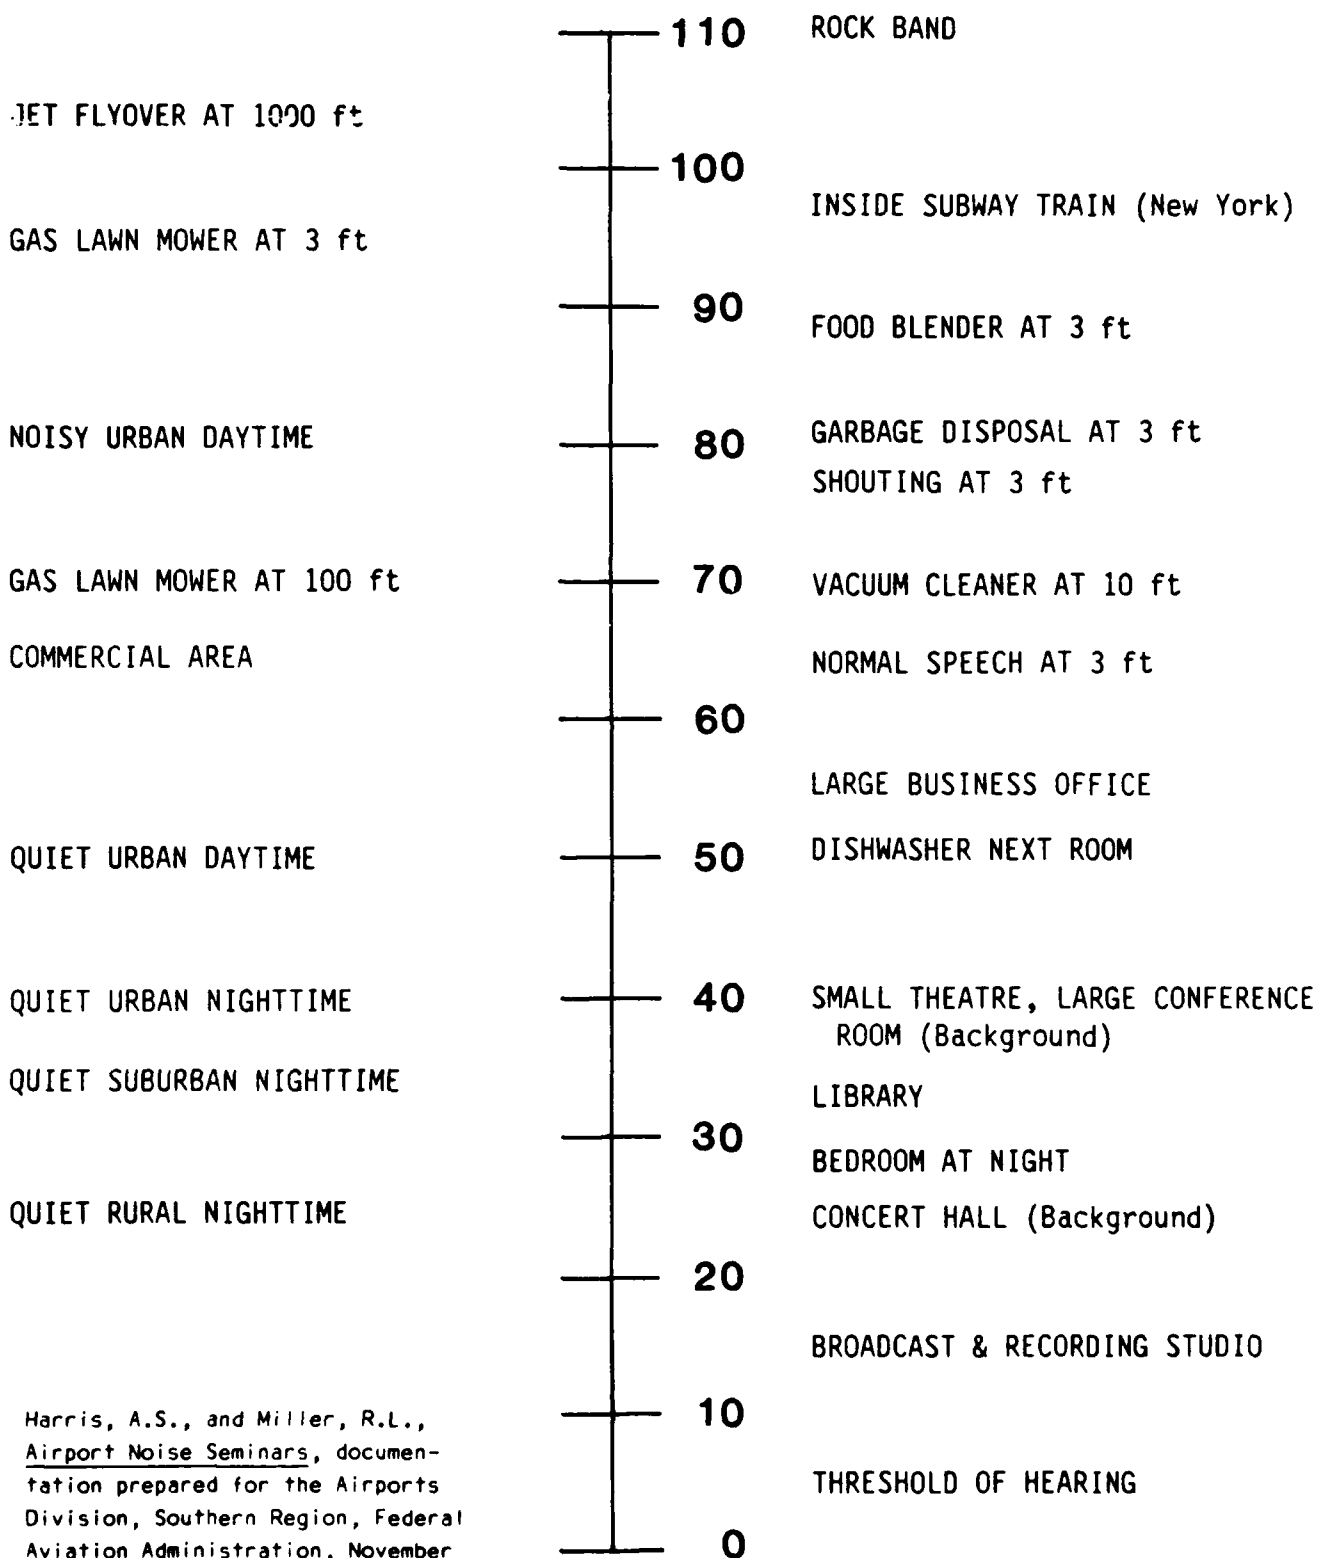 110 ROCK BAND
JET FLYOVER AT 1000 ft
100
INSIDE SUBWAY TRAIN (New York)
GAS LAWN MOWER AT 3 ft
90
FOOD BLENDER AT 3 ft
NOISY URBAN DAYTIME 80 GARBAGE DISPOSAL AT 3 ft
SHOUTING AT 3 ft
GAS LAWN MOWER AT 100 ft 70 VACUUM CLEANER AT 10 ft
COMMERCIAL AREA NORMAL SPEECH AT 3 ft
60
LARGE BUSINESS OFFICE
QUIET URBAN DAYTIME 50 DISHWASHER NEXT ROOM
QUIET URBAN NIGHTTIME 40 SMALL THEATRE, LARGE CONFERENCE
ROOM (Background)
QUIET SUBURBAN NIGHTTIME LIBRARY
30
BEDROOM AT NIGHT
QUIET RURAL NIGHTTIME CONCERT HALL (Background)
20
BROADCAST & RECORDING STUDIO
10
THRESHOLD OF HEARING
0
Harris, A.S., and Miller, R.L.,
Airport Noise Seminars, documen-
tation prepared for the Airports
Division, Southern Region, Federal
Aviation Administration, November